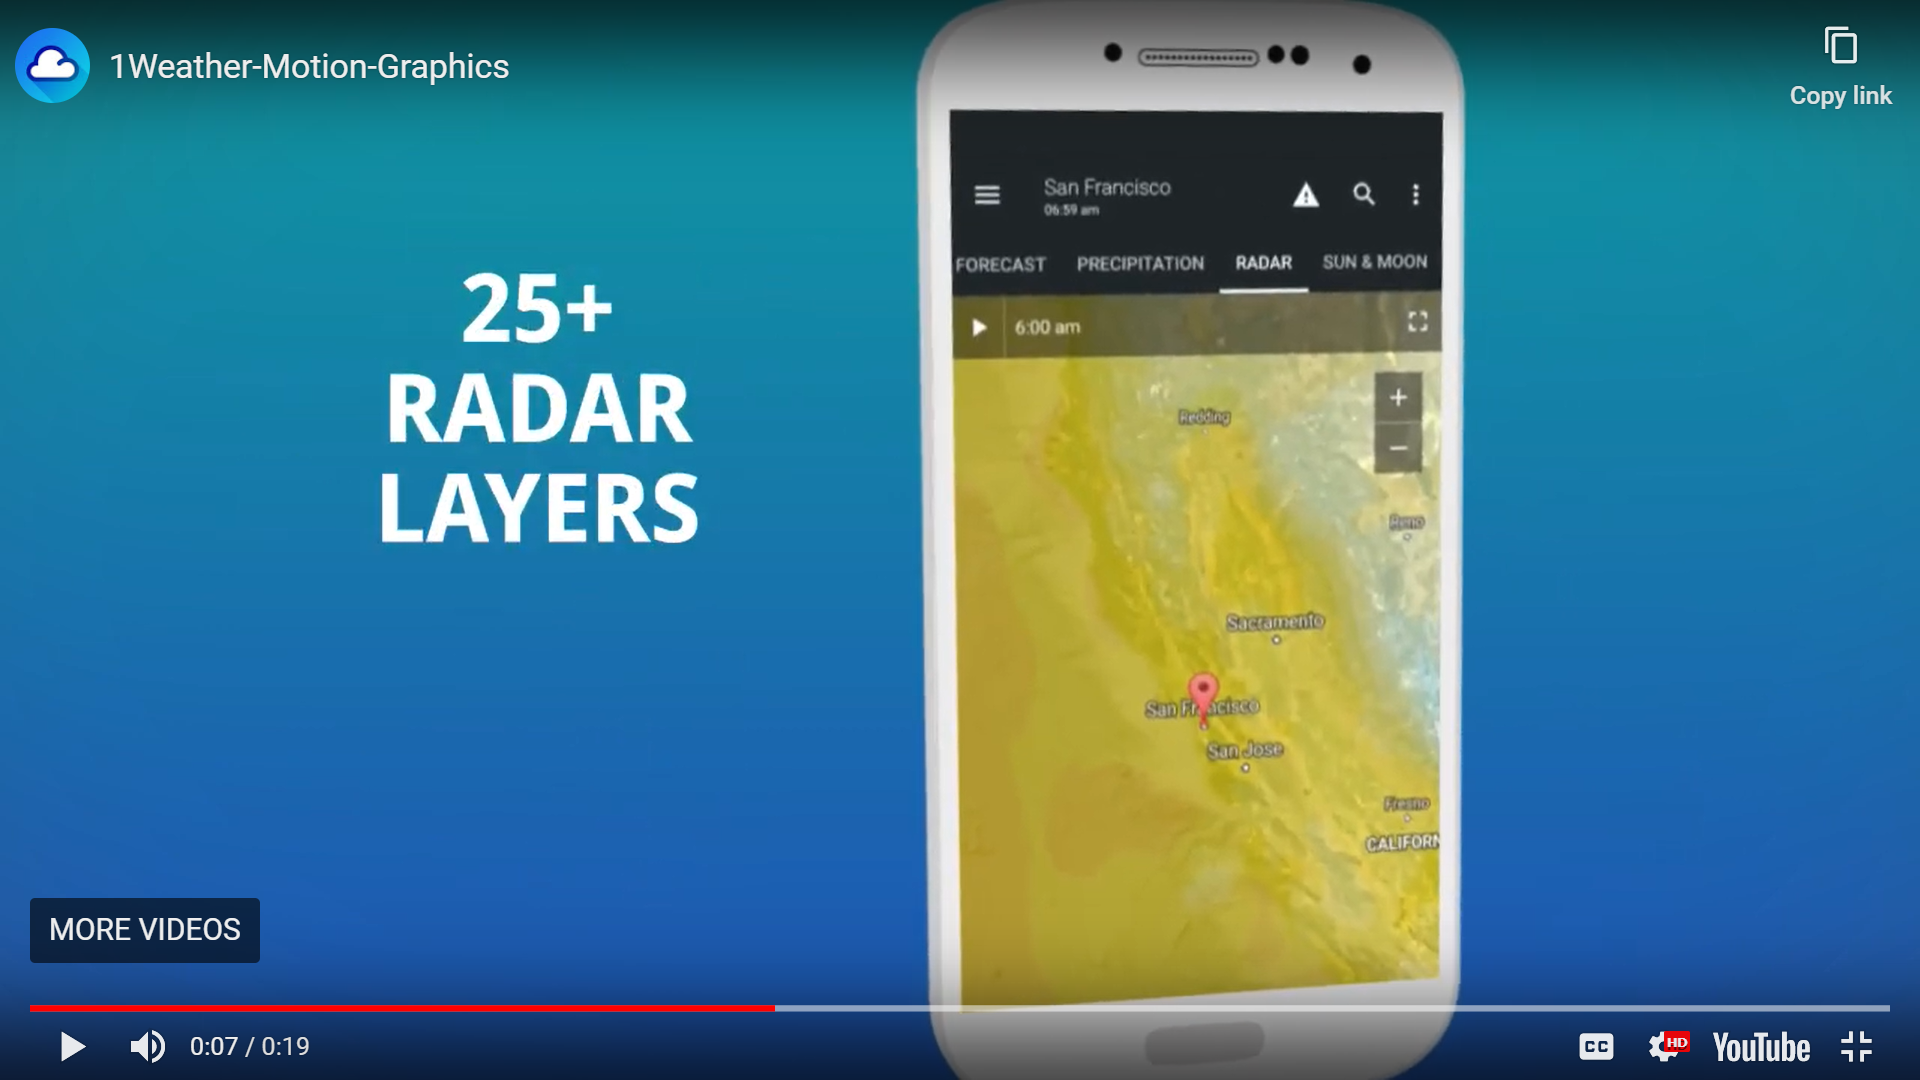 1Weather-Motion-Graphics
Copy link
25+
RADAR
LAYERS
San Francisco
06:59 am
FORECAST PRECIPITATION RADAR SUN & MOON
6:00 am
Redding
Reno
Sacramento
San Francisco
San Jose
Fresno
CALIFORN
MORE VIDEOS
0:07 / 0:19
CC
HD
YouTube